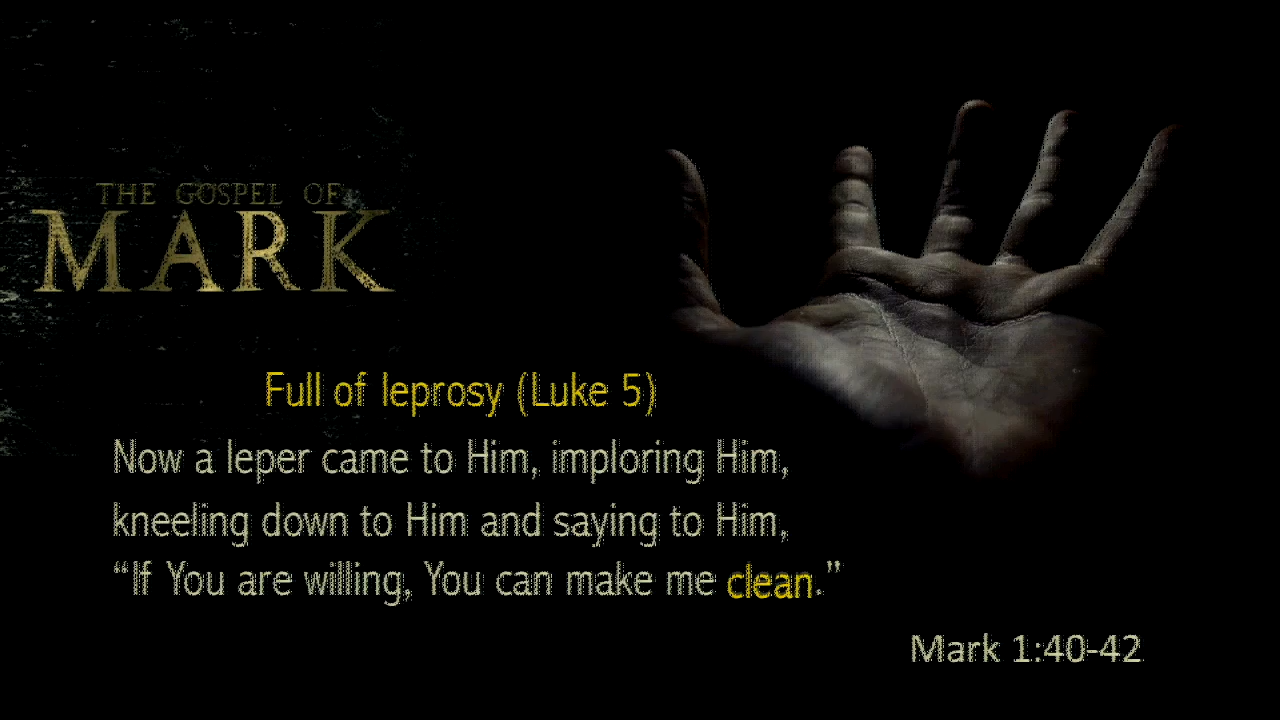 THE GOSPEL OF
MARK
Full of leprosy (Luke 5)
Now a leper came to Him, imploring Him,
kneeling down to Him and saying to Him,
“If You are willing, You can make me clean.”
Mark 1:40-42